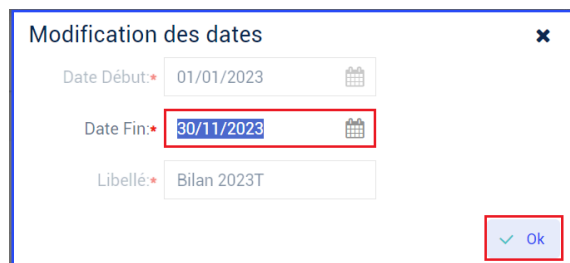 Modification des dates
Date Début:* 01/01/2023
Date Fin:* 30/11/2023
Libellé:* Bilan 2023T
Ok